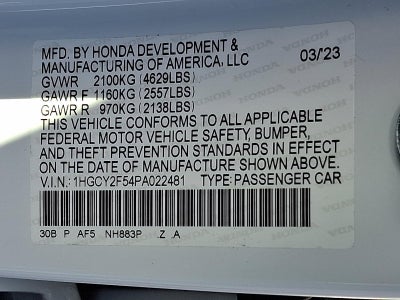 MFD. BY HONDA DEVELOPMENT &
MANUFACTURING OF AMERICA, LLC 03/23
GVWR 2100KG (4629LBS)
GAWR F 1160KG (2557LBS)
GAWR R 970KG (2138LBS)
THIS VEHICLE CONFORMS TO ALL APPLICABLE
FEDERAL MOTOR VEHICLE SAFETY, BUMPER,
AND THEFT PREVENTION STANDARDS IN EFFECT
ON THE DATE OF MANUFACTURE SHOWN ABOVE.
V.I.N.: 1HGCY2F54PA022481 TYPE: PASSENGER CAR
30B P AF5 NH883P Z A